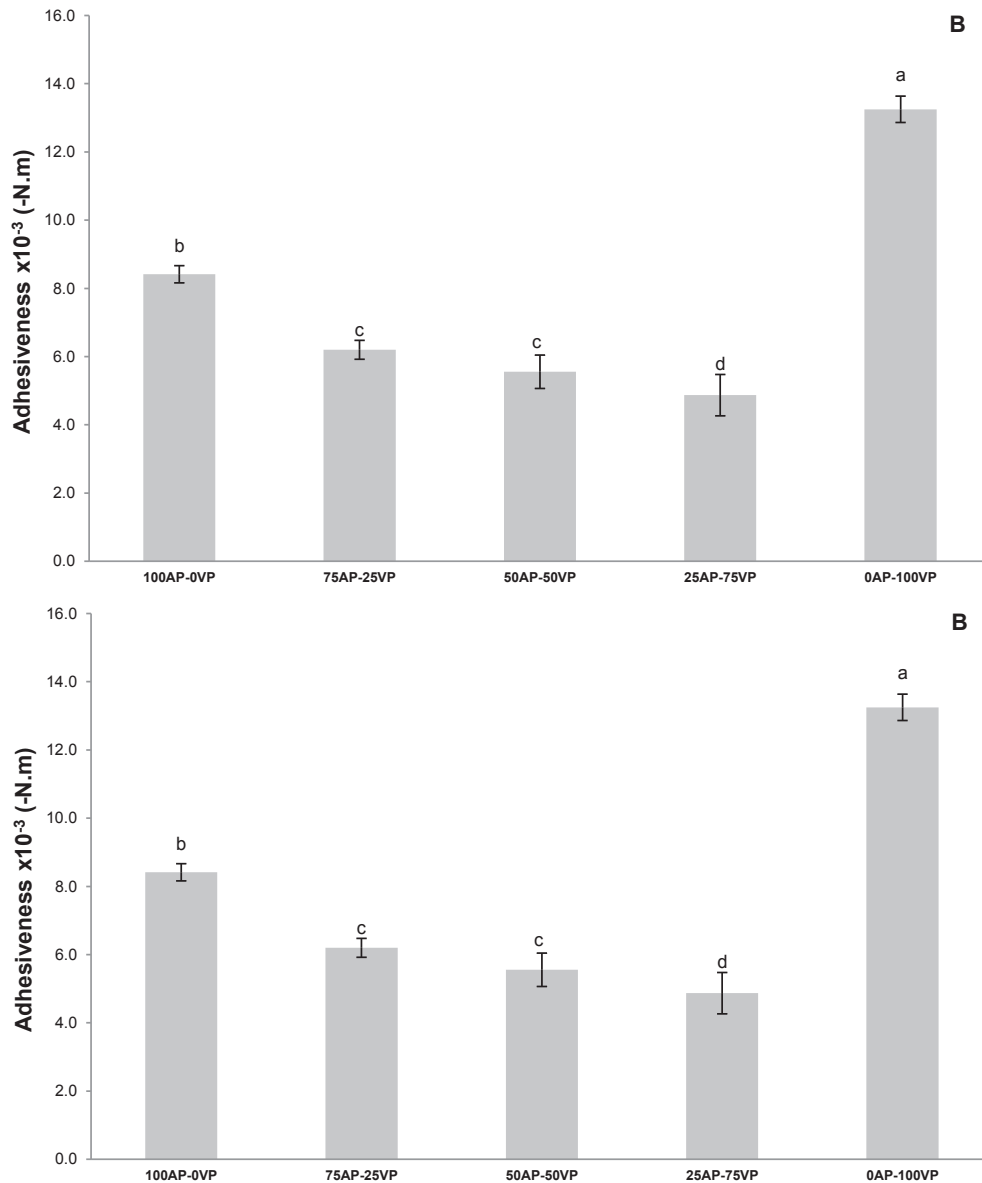 B
Adhesiveness x10⁻³ (-N.m)
16.0
14.0
12.0
10.0
8.0
6.0
4.0
2.0
0.0
b
c
c
d
a
100AP-0VP
75AP-25VP
50AP-50VP
25AP-75VP
0AP-100VP
B
Adhesiveness x10⁻³ (-N.m)
16.0
14.0
12.0
10.0
8.0
6.0
4.0
2.0
0.0
b
c
c
d
a
100AP-0VP
75AP-25VP
50AP-50VP
25AP-75VP
0AP-100VP